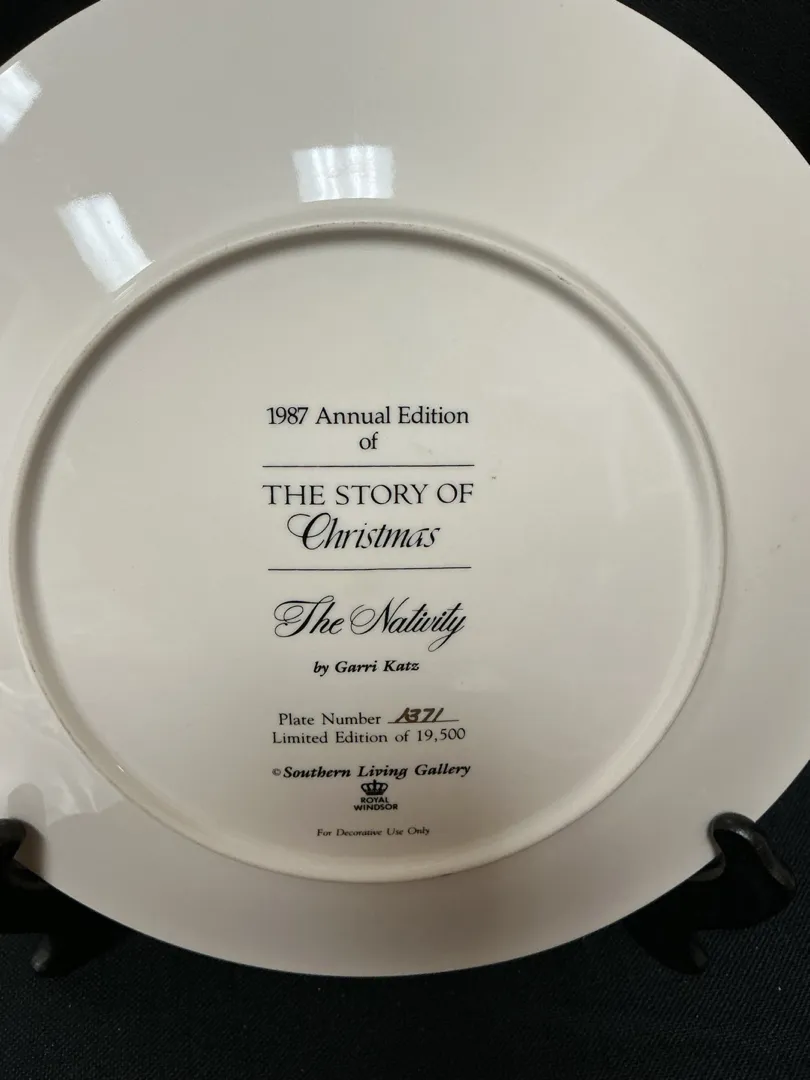 1987 Annual Edition
of
THE STORY OF
Christmas
The Nativity
by Garri Katz
Plate Number A371
Limited Edition of 19,500
© Southern Living Gallery
ROYAL
WINDSOR
For Decorative Use Only